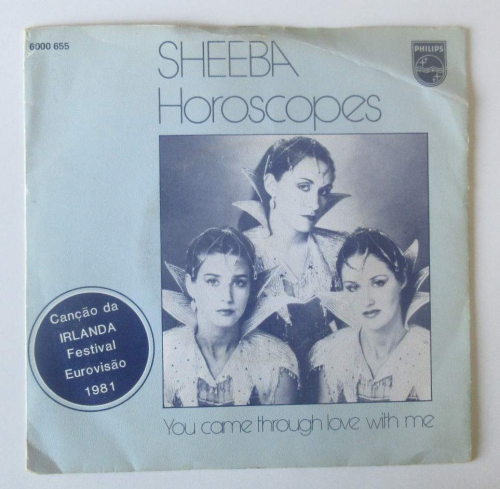 6000 655
SHEEBA
Horoscopes
PHILIPS
Canção da
IRLANDA
Festival
Eurovisão
1981
You came through love with me